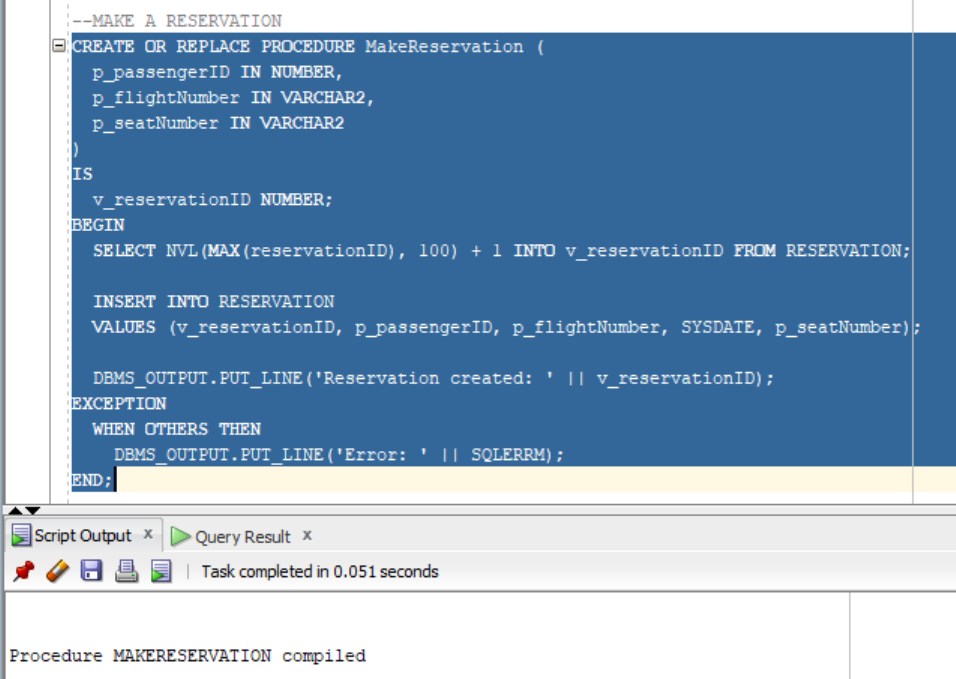 --MAKE A RESERVATION
CREATE OR REPLACE PROCEDURE MakeReservation (
p_passengerID IN NUMBER,
p_flightNumber IN VARCHAR2,
p_seatNumber IN VARCHAR2
)
IS
v_reservationID NUMBER;
BEGIN
SELECT NVL(MAX(reservationID), 100) + 1 INTO v_reservationID FROM RESERVATION;
INSERT INTO RESERVATION
VALUES (v_reservationID, p_passengerID, p_flightNumber, SYSDATE, p_seatNumber);
DBMS_OUTPUT.PUT_LINE('Reservation created: ' || v_reservationID);
EXCEPTION
WHEN OTHERS THEN
DBMS_OUTPUT.PUT_LINE('Error: ' || SQLERRM);
END;
Script Output x Query Result x
Task completed in 0.051 seconds
Procedure MAKERESERVATION compiled